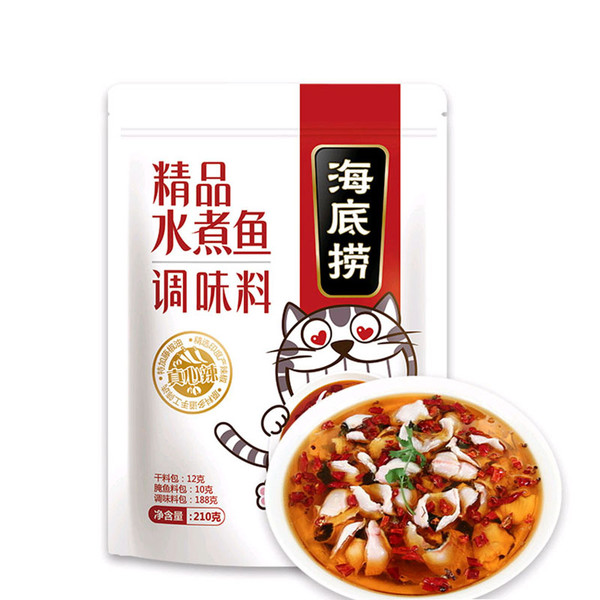 精品
水煮鱼
调味料
海底捞
真心辣
干料包：12克
腌鱼料包：10克
调味料包：188克
净含量：210克